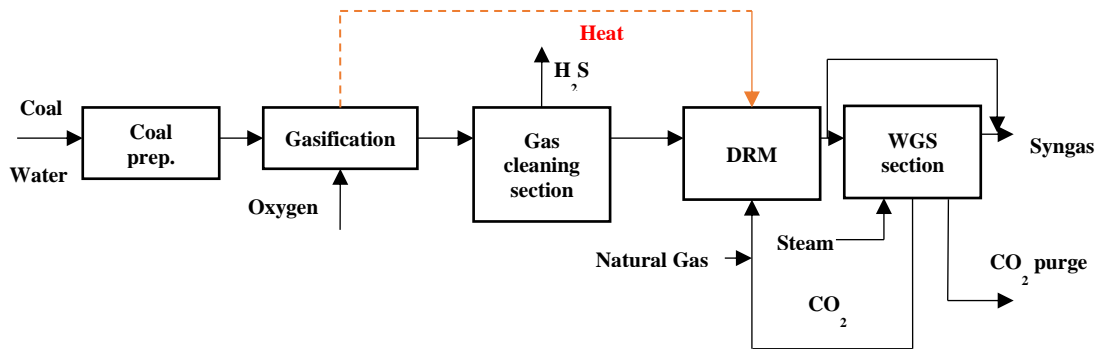 Heat
H₂S
Coal
Water
Coal
prep.
Gasification
Oxygen
Gas
cleaning
section
DRM
WGS
section
Syngas
Natural Gas
Steam
CO₂
CO₂ purge